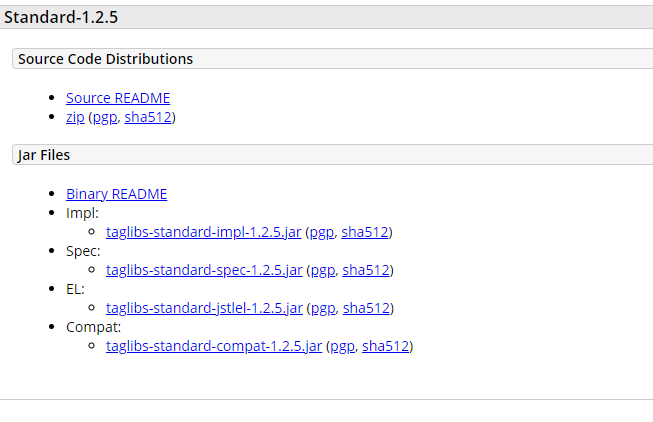 Standard-1.2.5
Source Code Distributions
Source README
zip (pgp, sha512)
Jar Files
Binary README
Impl:
taglibs-standard-impl-1.2.5.jar (pgp, sha512)
Spec:
taglibs-standard-spec-1.2.5.jar (pgp, sha512)
EL:
taglibs-standard-jstlel-1.2.5.jar (pgp, sha512)
Compat:
taglibs-standard-compat-1.2.5.jar (pgp, sha512)